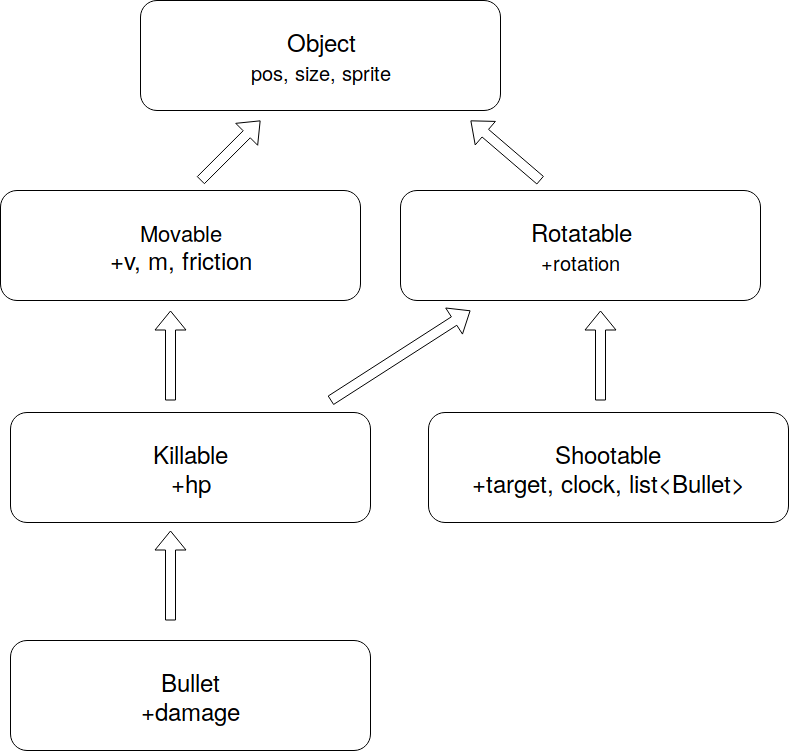 Object
pos, size, sprite
Movable
+v, m, friction
Rotatable
+rotation
Killable
+hp
Shootable
+target, clock, list<Bullet>
Bullet
+damage